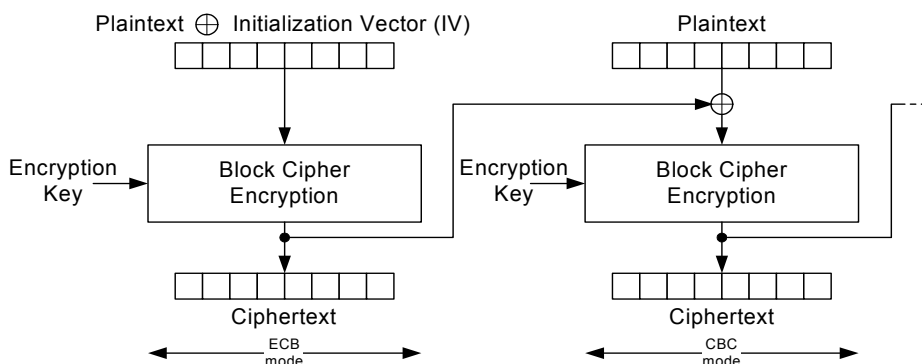 Plaintext ⊕ Initialization Vector (IV)
Plaintext
Encryption
Key
Block Cipher
Encryption
Encryption
Key
Block Cipher
Encryption
Ciphertext
Ciphertext
ECB
mode
CBC
mode